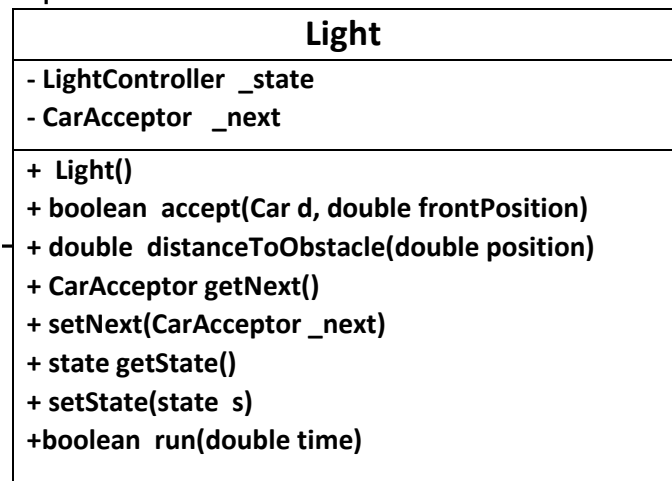 Light
- LightController _state
- CarAcceptor _next
+ Light()
+ boolean accept(Car d, double frontPosition)
+ double distanceToObstacle(double position)
+ CarAcceptor getNext()
+ setNext(CarAcceptor _next)
+ state getState()
+ setState(state s)
+boolean run(double time)